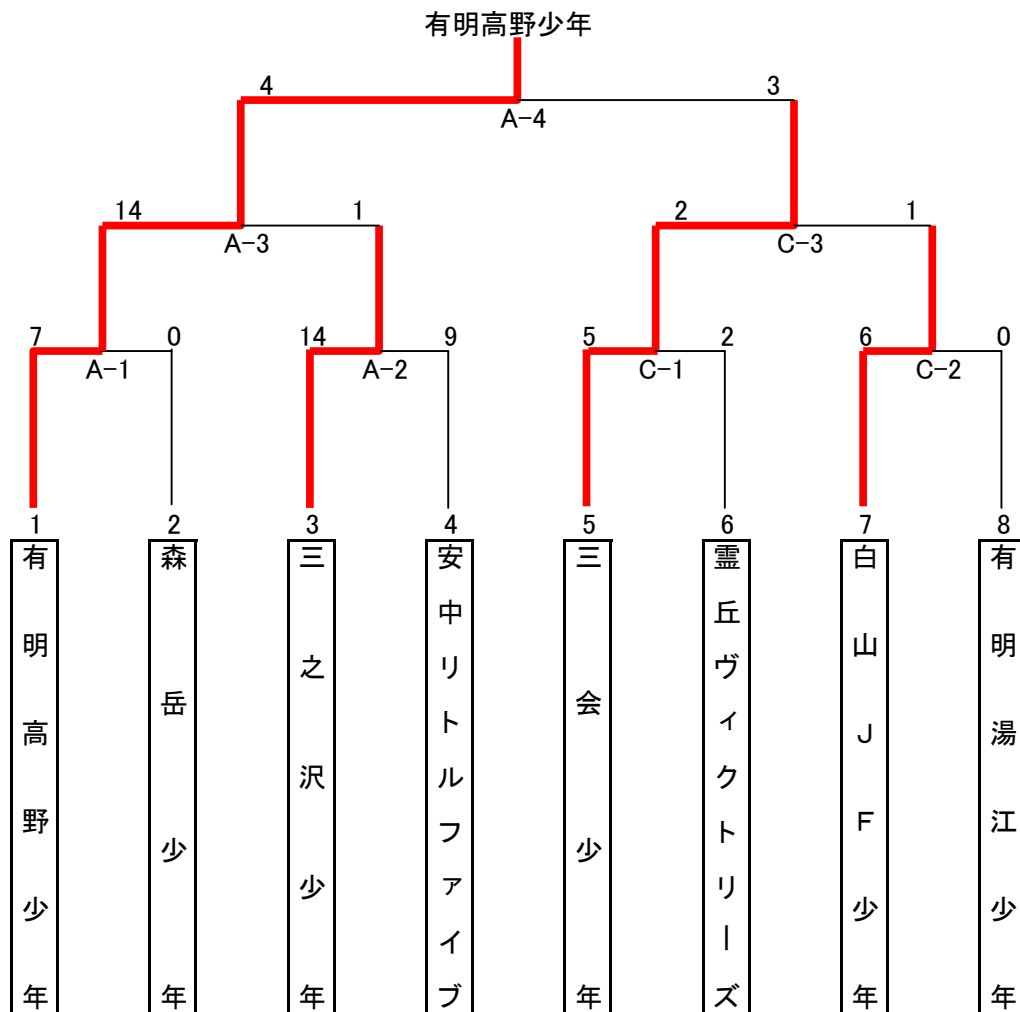 有明高野少年
4 3
A-4
14 1 2 1
A-3 C-3
7 0 14 9 5 2 6 0
A-1 A-2 C-1 C-2
1 2 3 4 5 6 7 8
有明高野少年
森岳少年
三之沢少年
安中リトルファイブ
三会少年
霊丘ヴィクトリーズ
白山JF少年
有明湯江少年